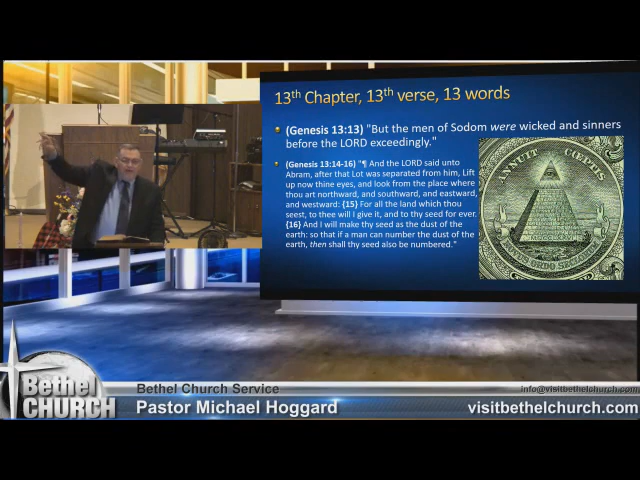 13th Chapter, 13th verse, 13 words
(Genesis 13:13) "But the men of Sodom were wicked and sinners
before the LORD exceedingly."
(Genesis 13:14-16) "¶ And the LORD said unto
Abram, after that Lot was separated from him, Lift
up now thine eyes, and look from the place where
thou art northward, and southward, and eastward,
and westward: {15} For all the land which thou
seest, to thee will I give it, and to thy seed for ever.
{16} And I will make thy seed as the dust of the
earth: so that if a man can number the dust of the
earth, then shall thy seed also be numbered."
ANNUIT CŒPTIS
ORDO
Bethel
CHURCH
Bethel Church Service
Pastor Michael Hoggard
info@visitbethelchurch.com
visitbethelchurch.com